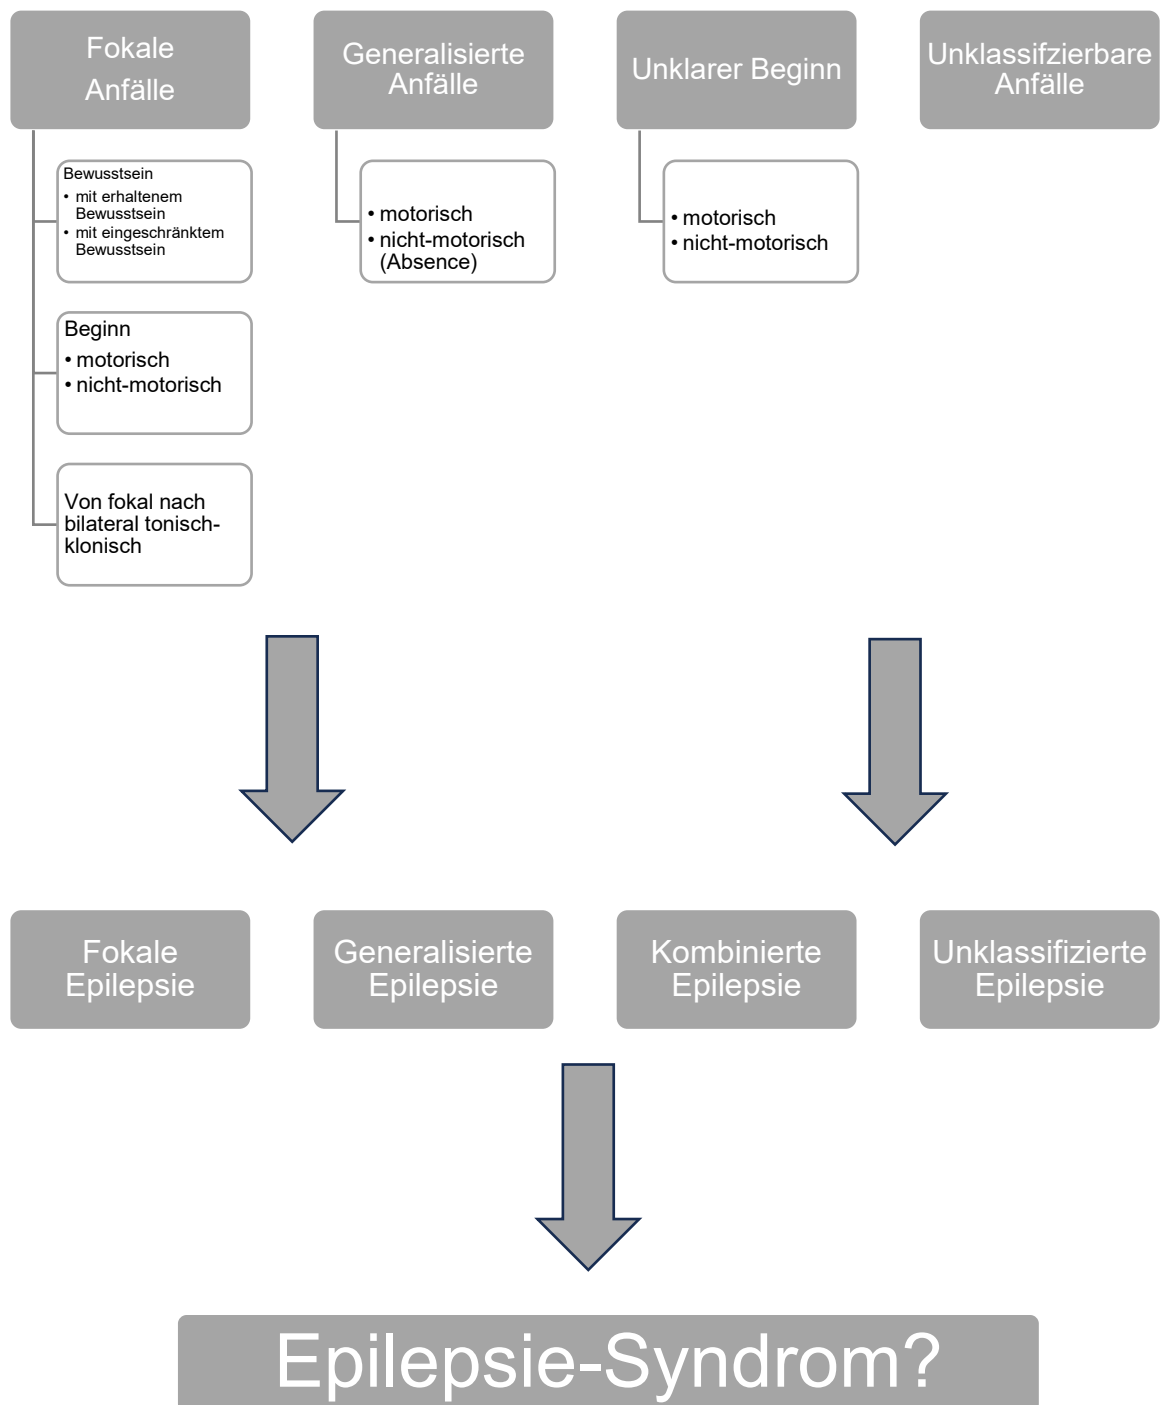 Fokale
Anfälle
Generalisierte
Anfälle
Unklarer Beginn
Unklassifzierbare
Anfälle
Bewusstsein
• mit erhaltenem
Bewusstsein
• mit eingeschränktem
Bewusstsein
• motorisch
• nicht-motorisch
(Absence)
• motorisch
• nicht-motorisch
Beginn
• motorisch
• nicht-motorisch
Von fokal nach
bilateral tonisch-
klonisch
Fokale
Epilepsie
Generalisierte
Epilepsie
Kombinierte
Epilepsie
Unklassifizierte
Epilepsie
Epilepsie-Syndrom?